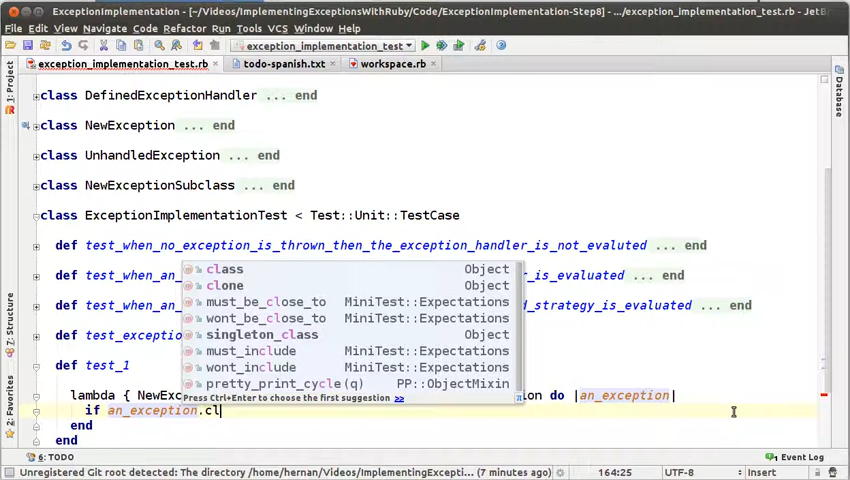 ExceptionImplementation - [~/Videos/ImplementingExceptionsWithRuby/Code/ExceptionImplementation-Step8] - .../exception_implementation_test.rb - JetB
File Edit View Navigate Code Refactor Run Tools VCS Window Help
exception_implementation_test
exception_implementation_test.rb todo-spanish.txt workspace.rb
1: Project
Database
class DefinedExceptionHandler ... end
class NewException ... end
class UnhandledException ... end
class NewExceptionSubclass ... end
class ExceptionImplementationTest < Test::Unit::TestCase
def test_when_no_exception_is_thrown_then_the_exception_handler_is_not_evaluted ... end
class Object
def test_when_an_ is_evaluated ... end
clone Object
must_be_close_to MiniTest::Expectations
def test_when_an_ d_strategy_is_evaluated ... end
wont_be_close_to MiniTest::Expectations
def test_exceptio
singleton_class Object
must_include MiniTest::Expectations
def test_1
wont_include MiniTest::Expectations
pretty_print_cycle(q) PP::ObjectMixin
lambda { NewExc ion do |an_exception|
Press Ctrl+Enter to choose the first suggestion >>
if an_exception.cl
end
end
7: Structure
2: Favorites
6: TODO Event Log
Unregistered Git root detected: The directory /home/hernan/Videos/ImplementingExcepti... (7 minutes ago) 164:25 UTF-8 Insert